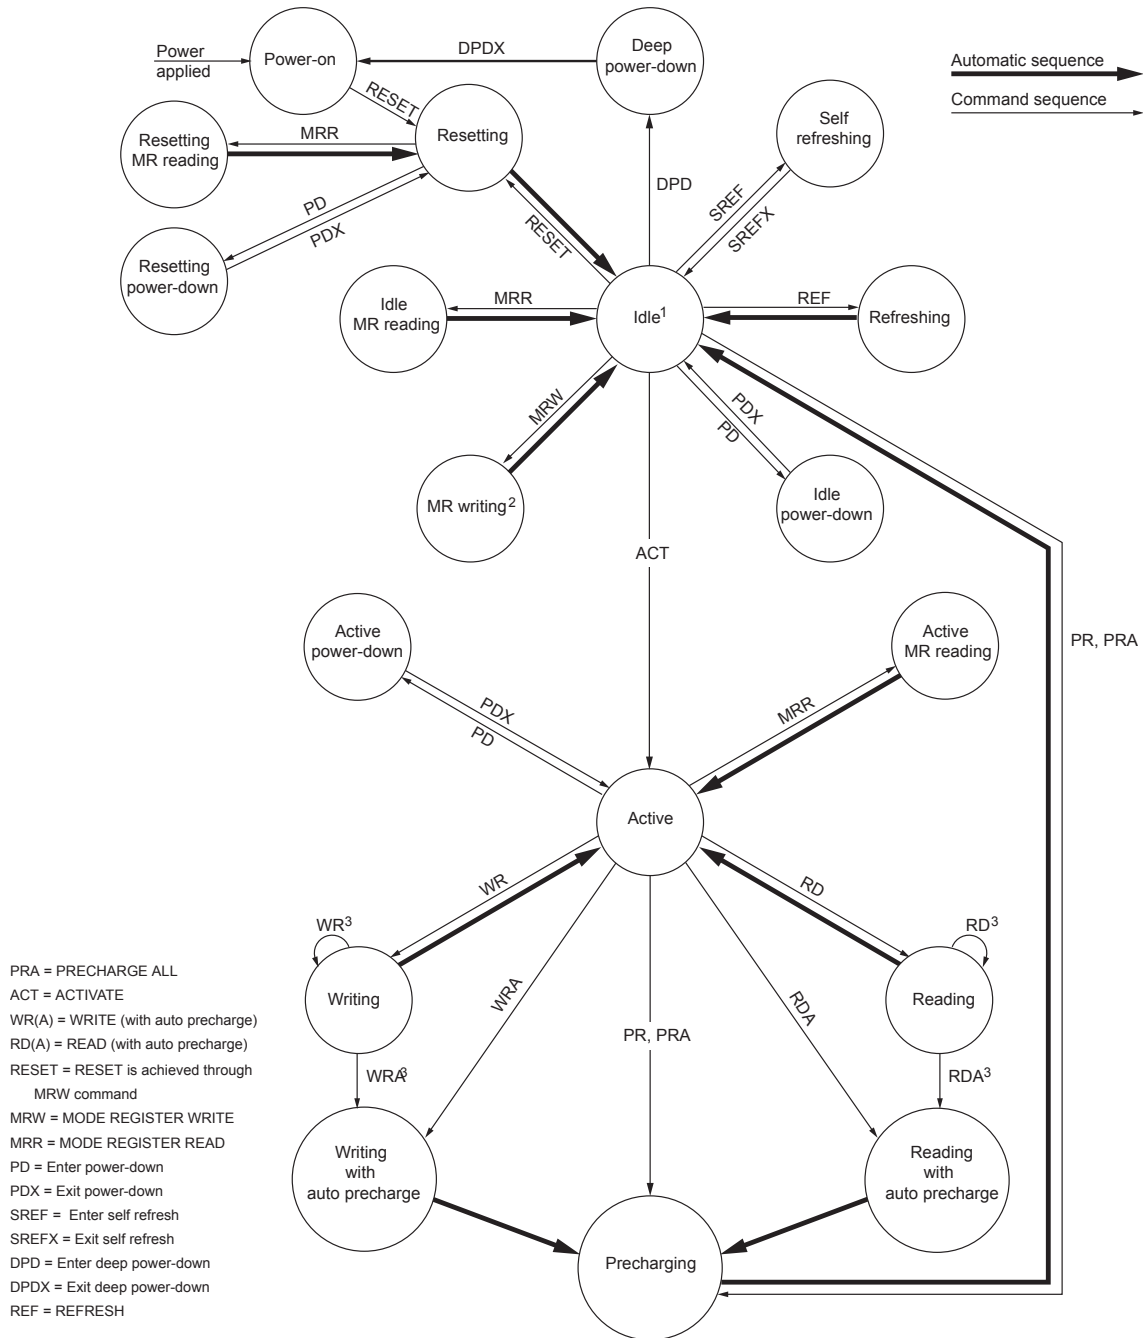 Power
applied
Power-on
DPDX
Deep
power-down
Automatic sequence
Command sequence
RESET
Resetting
MR reading
MRR
Resetting
Self
refreshing
DPD
SREF
SREFX
PD
PDX
RESET
Resetting
power-down
Idle
MR reading
MRR
Idle1
REF
Refreshing
MRW
PDX
PD
MR writing2
Idle
power-down
ACT
Active
power-down
Active
MR reading
PR, PRA
PDX
PD
MRR
Active
WR
RD
WR3
RD3
Writing
WRA
PR, PRA
RDA
Reading
WRA3
RDA3
Writing
with
auto precharge
Reading
with
auto precharge
Precharging
PRA = PRECHARGE ALL
ACT = ACTIVATE
WR(A) = WRITE (with auto precharge)
RD(A) = READ (with auto precharge)
RESET = RESET is achieved through
MRW command
MRW = MODE REGISTER WRITE
MRR = MODE REGISTER READ
PD = Enter power-down
PDX = Exit power-down
SREF = Enter self refresh
SREFX = Exit self refresh
DPD = Enter deep power-down
DPDX = Exit deep power-down
REF = REFRESH